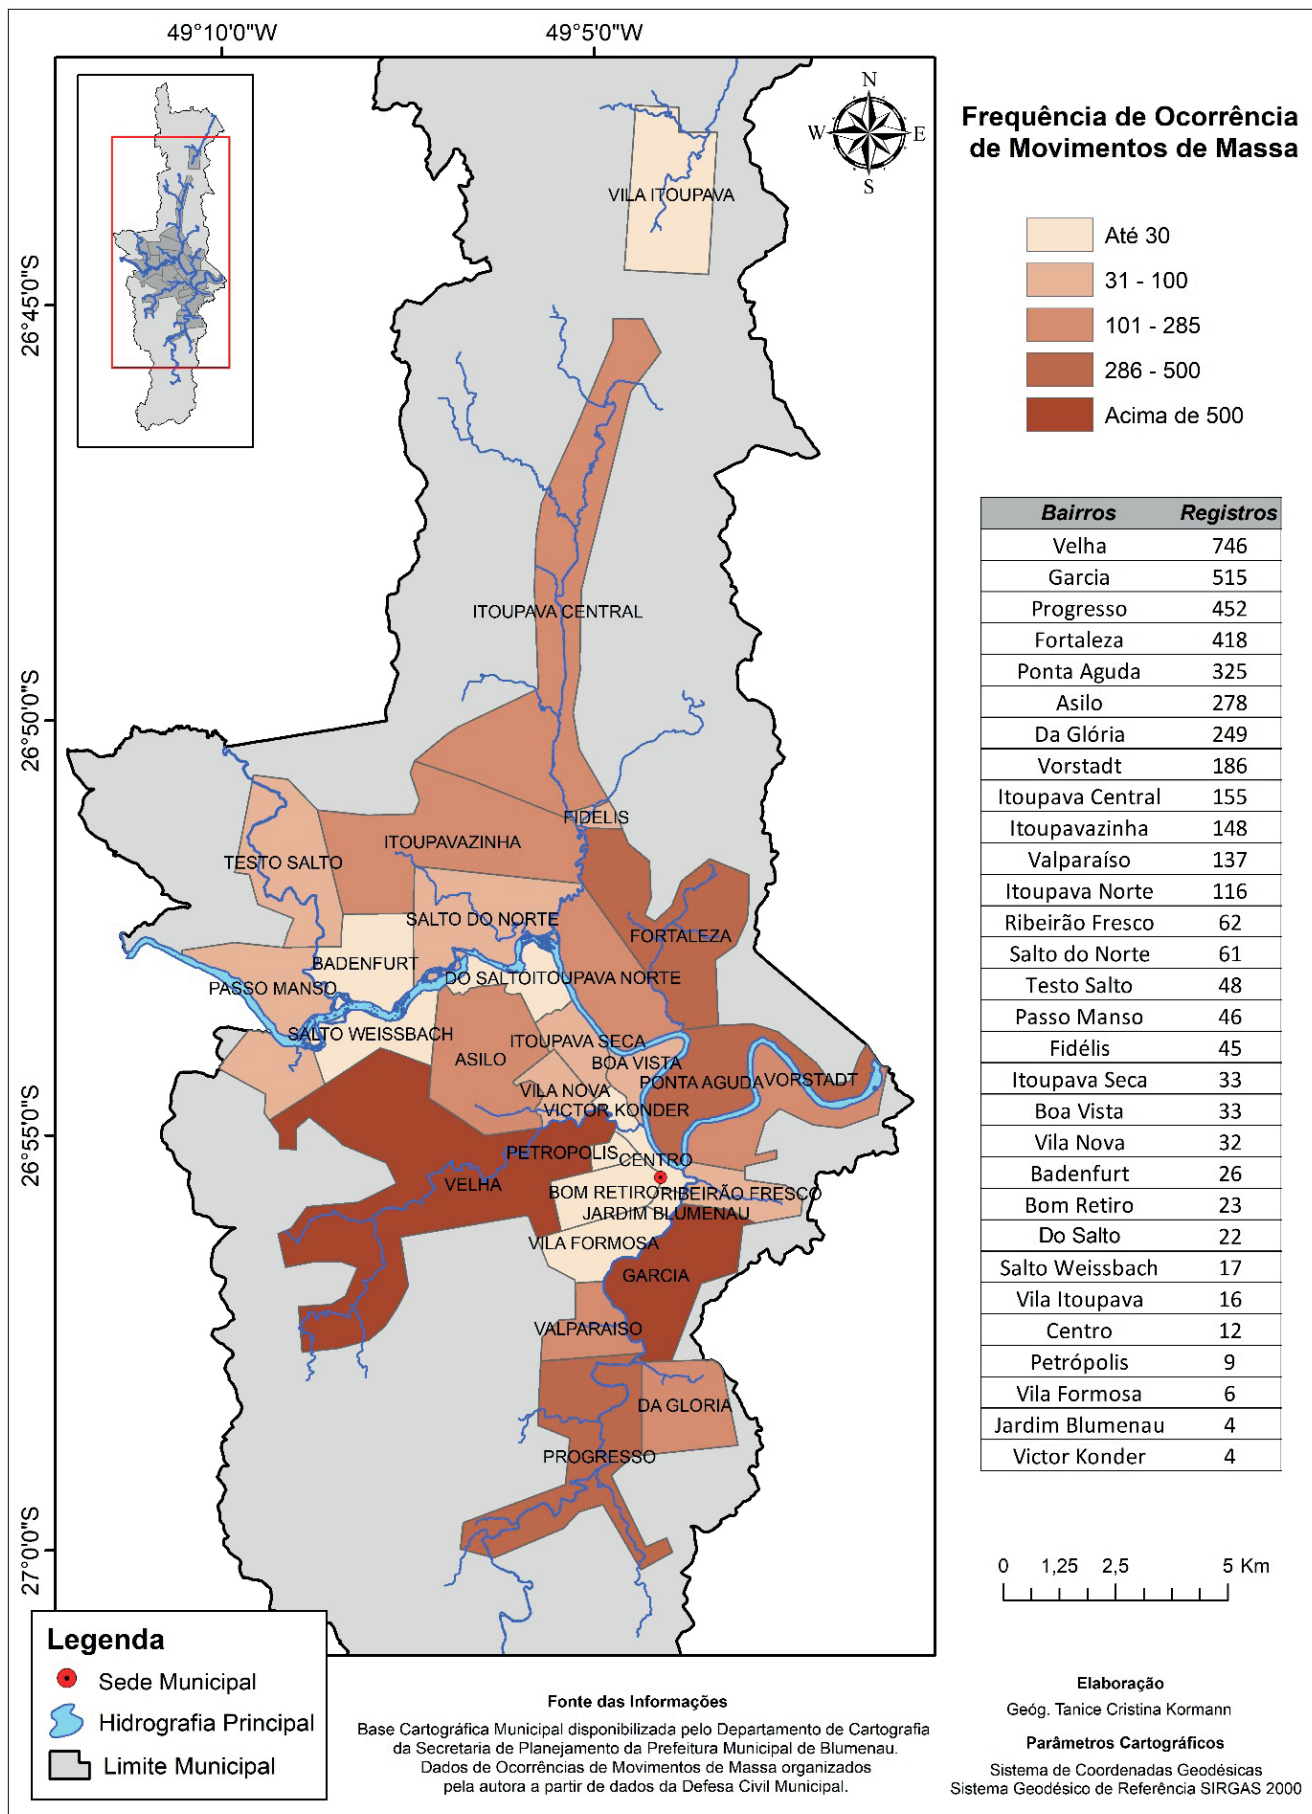 49°10'0"W
49°5'0"W
N
W
E
S
Frequência de Ocorrência
de Movimentos de Massa
Até 30
31 - 100
101 - 285
286 - 500
Acima de 500
26°45'0"S
26°50'0"S
26°55'0"S
27°0'0"S
VILA ITOUPAVA
ITOUPAVA CENTRAL
FIDELIS
ITOUPAVAZINHA
TESTO SALTO
SALTO DO NORTE
FORTALEZA
BADENFURT
DO SALTO
ITOUPAVA NORTE
PASSO MANSO
SALTO WEISSBACH
ITOUPAVA SECA
ASILO
BOA VISTA
PONTA AGUDA
VORSTADT
VILA NOVA
VICTOR KONDER
PETROPOLIS
CENTRO
VELHA
BOM RETIRO
RIBEIRÃO FRESCO
JARDIM BLUMENAU
VILA FORMOSA
GARCIA
VALPARAISO
DA GLORIA
PROGRESSO
Bairros Registros
Velha 746
Garcia 515
Progresso 452
Fortaleza 418
Ponta Aguda 325
Asilo 278
Da Glória 249
Vorstadt 186
Itoupava Central 155
Itoupavazinha 148
Valparaíso 137
Itoupava Norte 116
Ribeirão Fresco 62
Salto do Norte 61
Testo Salto 48
Passo Manso 46
Fidélis 45
Itoupava Seca 33
Boa Vista 33
Vila Nova 32
Badenfurt 26
Bom Retiro 23
Do Salto 22
Salto Weissbach 17
Vila Itoupava 16
Centro 12
Petrópolis 9
Vila Formosa 6
Jardim Blumenau 4
Victor Konder 4
0 1,25 2,5 5 Km
Legenda
Sede Municipal
Hidrografia Principal
Limite Municipal
Fonte das Informações
Base Cartográfica Municipal disponibilizada pelo Departamento de Cartografia
da Secretaria de Planejamento da Prefeitura Municipal de Blumenau.
Dados de Ocorrências de Movimentos de Massa organizados
pela autora a partir de dados da Defesa Civil Municipal.
Elaboração
Geóg. Tanice Cristina Kormann
Parâmetros Cartográficos
Sistema de Coordenadas Geodésicas
Sistema Geodésico de Referência SIRGAS 2000